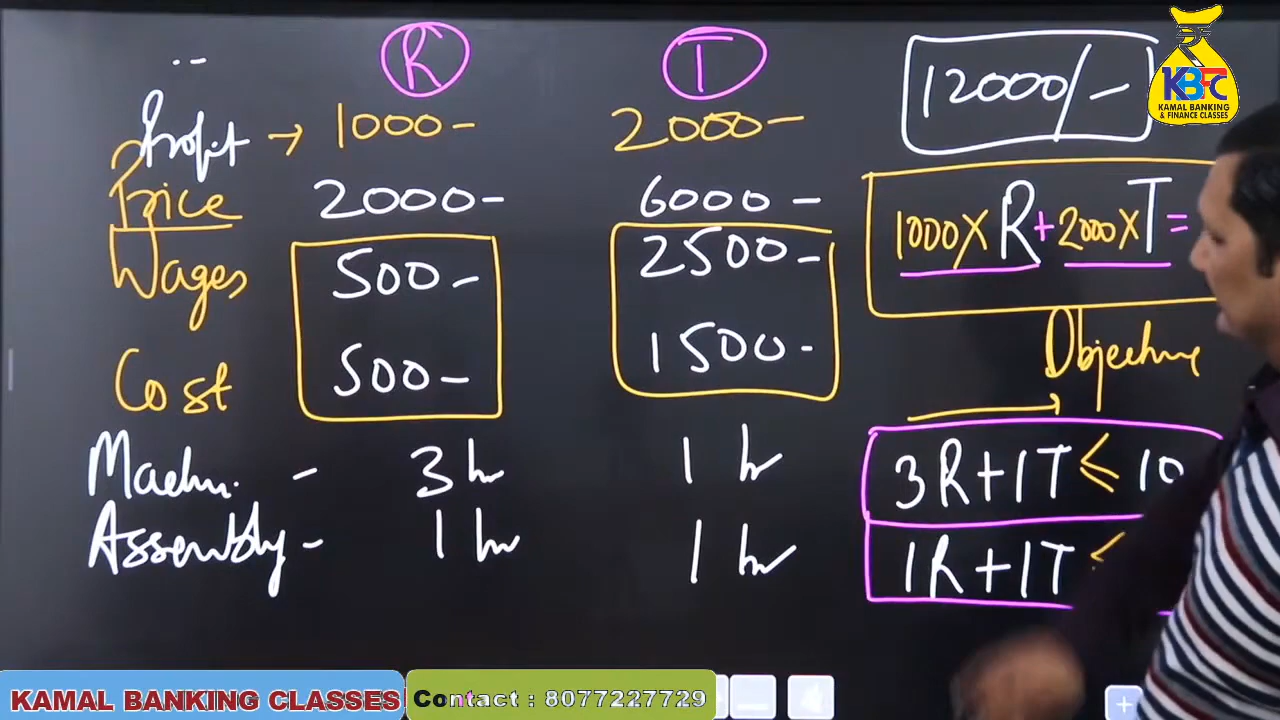 R T 12000/-
Profit → 1000- 2000-
Price 2000- 6000-
1000×R+2000×T=
Wages 500- 2500-
Objective
Cost 500- 1500-
Machn. - 3 hr 1 hr
3R+1T≤10
Assembly - 1 hr 1 hr
1R+1T≤
KBFC
KAMAL BANKING
& FINANCE CLASSES
KAMAL BANKING CLASSES
Contact : 8077227729